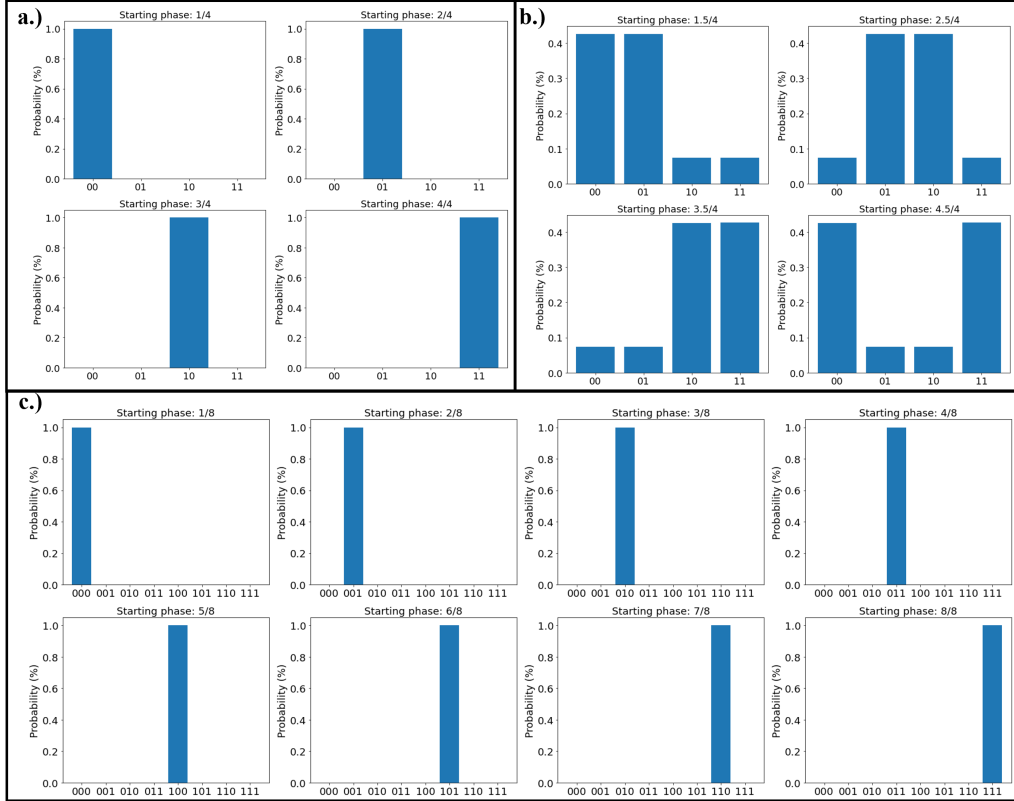 a.)
Starting phase: 1/4
Probability (%)
1.0
0.8
0.6
0.4
0.2
0.0
00 01 10 11
Starting phase: 2/4
Probability (%)
1.0
0.8
0.6
0.4
0.2
0.0
00 01 10 11
Starting phase: 3/4
Probability (%)
1.0
0.8
0.6
0.4
0.2
0.0
00 01 10 11
Starting phase: 4/4
Probability (%)
1.0
0.8
0.6
0.4
0.2
0.0
00 01 10 11
b.)
Starting phase: 1.5/4
Probability (%)
0.4
0.3
0.2
0.1
0.0
00 01 10 11
Starting phase: 2.5/4
Probability (%)
0.4
0.3
0.2
0.1
0.0
00 01 10 11
Starting phase: 3.5/4
Probability (%)
0.4
0.3
0.2
0.1
0.0
00 01 10 11
Starting phase: 4.5/4
Probability (%)
0.4
0.3
0.2
0.1
0.0
00 01 10 11
c.)
Starting phase: 1/8
Probability (%)
1.0
0.8
0.6
0.4
0.2
0.0
000 001 010 011 100 101 110 111
Starting phase: 2/8
Probability (%)
1.0
0.8
0.6
0.4
0.2
0.0
000 001 010 011 100 101 110 111
Starting phase: 3/8
Probability (%)
1.0
0.8
0.6
0.4
0.2
0.0
000 001 010 011 100 101 110 111
Starting phase: 4/8
Probability (%)
1.0
0.8
0.6
0.4
0.2
0.0
000 001 010 011 100 101 110 111
Starting phase: 5/8
Probability (%)
1.0
0.8
0.6
0.4
0.2
0.0
000 001 010 011 100 101 110 111
Starting phase: 6/8
Probability (%)
1.0
0.8
0.6
0.4
0.2
0.0
000 001 010 011 100 101 110 111
Starting phase: 7/8
Probability (%)
1.0
0.8
0.6
0.4
0.2
0.0
000 001 010 011 100 101 110 111
Starting phase: 8/8
Probability (%)
1.0
0.8
0.6
0.4
0.2
0.0
000 001 010 011 100 101 110 111